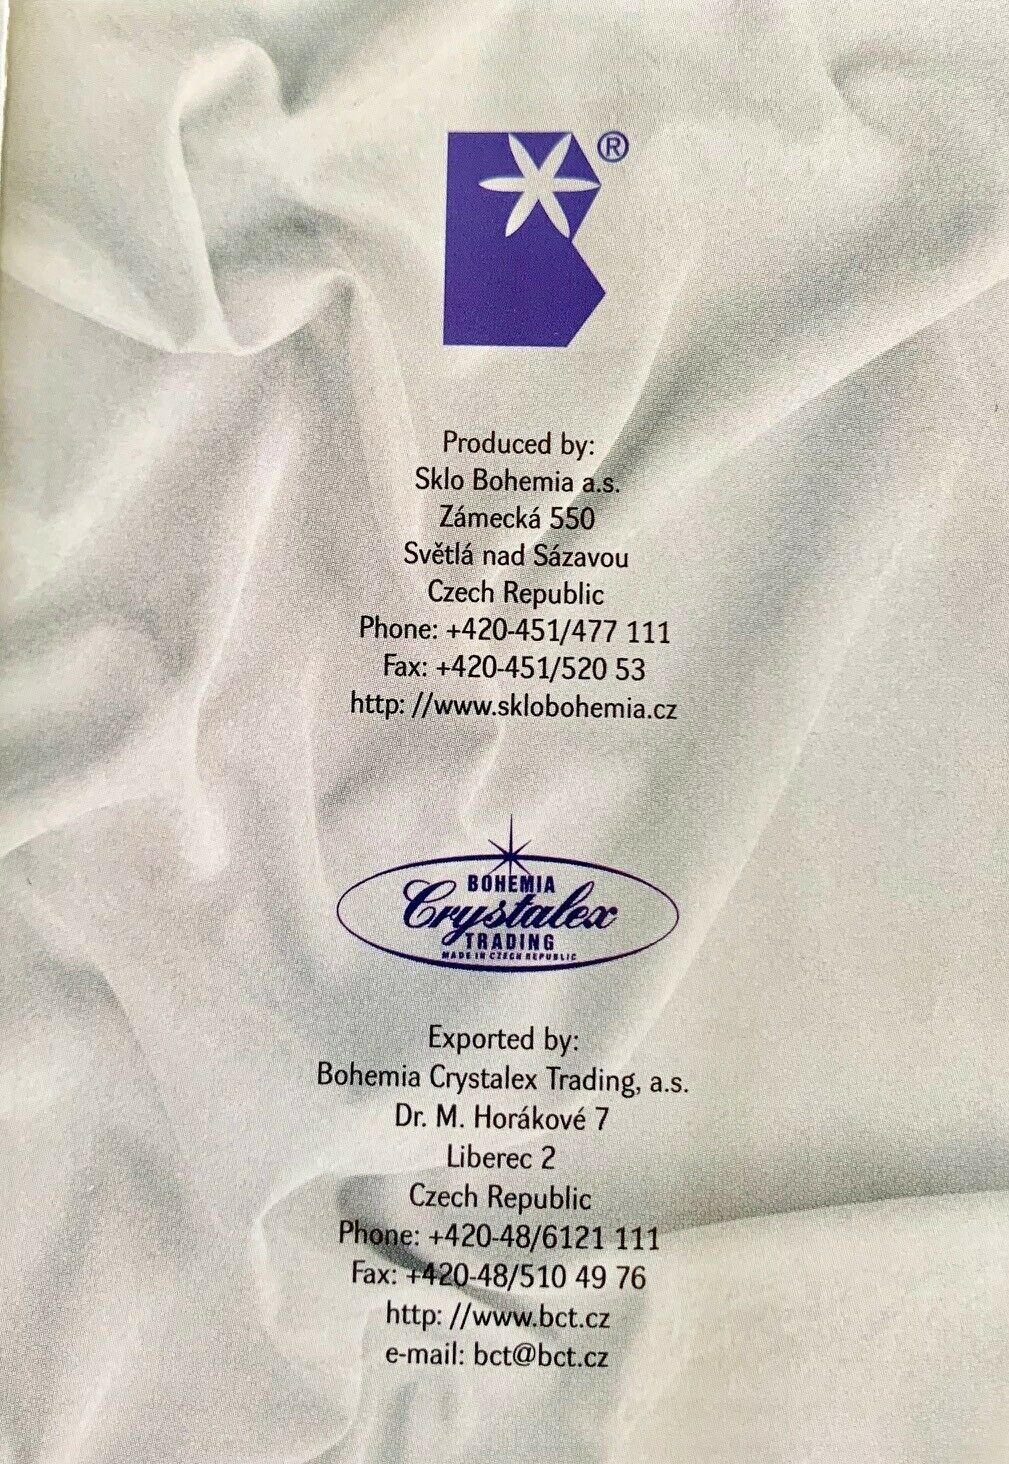 ®
Produced by:
Sklo Bohemia a.s.
Zámecká 550
Světlá nad Sázavou
Czech Republic
Phone: +420-451/477 111
Fax: +420-451/520 53
http: //www.sklobohemia.cz
BOHEMIA
Crystalex
TRADING
MADE IN CZECH REPUBLIC
Exported by:
Bohemia Crystalex Trading, a.s.
Dr. M. Horákové 7
Liberec 2
Czech Republic
Phone: +420-48/6121 111
Fax: +420-48/510 49 76
http: //www.bct.cz
e-mail: bct@bct.cz